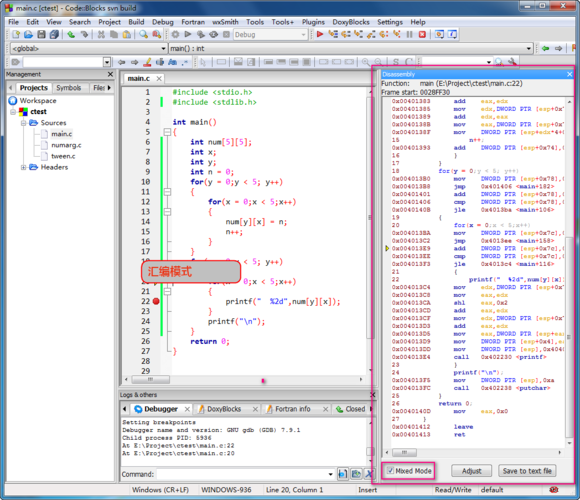 main.c [ctest] - Code::Blocks svn build
File Edit View Search Project Build Debug Fortran wxSmith Tools Tools+ Plugins DoxyBlocks Settings Help
Debug
<global>
main() : int
Management
Projects Symbols Files
Workspace
ctest
Sources
main.c
numarg.c
tween.c
Headers
main.c
1 #include <stdio.h>
2 #include <stdlib.h>
3
4 int main()
5 {
6 int num[5][5];
7 int x;
8 int y;
9 int n = 0;
10 for(y = 0;y < 5; y++)
11 {
12 for(x = 0;x < 5;x++)
13 {
14 num[y][x] = n;
15 n++;
16 }
17 }
< 5; y++)
汇编模式
0;x < 5;x++)
21 {
22 printf("  %2d",num[y][x]);
23 }
24 printf("\n");
25 }
26 return 0;
27 }
Logs & others
Debugger DoxyBlocks Fortran info Closed
Setting breakpoints
Debugger name and version: GNU gdb (GDB) 7.9.1
Child process PID: 5936
At E:\Project\ctest\main.c:22
At E:\Project\ctest\main.c:20
Command:
Disassembly
Function: main (E:\Project\ctest\main.c:22)
Frame start: 0028FF30
0x00401383 add eax,edx
0x00401385 mov edx,DWORD PTR [esp+0x
0x00401389 add edx,eax
0x0040138B mov eax,DWORD PTR [esp+0x
0x0040138F mov DWORD PTR [esp+edx*4+
15 n++;
0x00401393 add DWORD PTR [esp+0x74],
16 }
17 }
18 for(y = 0;y < 5; y++)
0x004013B0 mov DWORD PTR [esp+0x78],
0x004013B8 jmp 0x401406 <main+182>
0x00401401 add DWORD PTR [esp+0x78],
0x00401406 cmp DWORD PTR [esp+0x78],
0x0040140B jle 0x4013ba <main+106>
19 {
20 for(x = 0;x < 5;x++)
0x004013BA mov DWORD PTR [esp+0x7c],
0x004013C2 jmp 0x4013ee <main+158>
0x004013E9 add DWORD PTR [esp+0x7c],
0x004013EE cmp DWORD PTR [esp+0x7c],
0x004013F3 jle 0x4013c4 <main+116>
21 {
22 printf("  %2d",num[y][x]
0x004013C4 mov edx,DWORD PTR [esp+0x
0x004013C8 mov eax,edx
0x004013CA shl eax,0x2
0x004013CD add eax,edx
0x004013CF mov edx,DWORD PTR [esp+0x
0x004013D3 add eax,edx
0x004013D5 mov eax,DWORD PTR [esp+ea
0x004013D9 mov DWORD PTR [esp+0x4],e
0x004013DD mov DWORD PTR [esp],0x404
0x004013E4 call 0x402230 <printf>
23 }
24 printf("\n");
0x004013F5 mov DWORD PTR [esp],0xa
0x004013FC call 0x402238 <putchar>
25 }
26 return 0;
0x0040140D mov eax,0x0
27 }
0x00401412 leave
0x00401413 ret
Mixed Mode Adjust Save to text file
Windows (CR+LF) WINDOWS-936 Line 20, Column 1 Insert Read/Write default